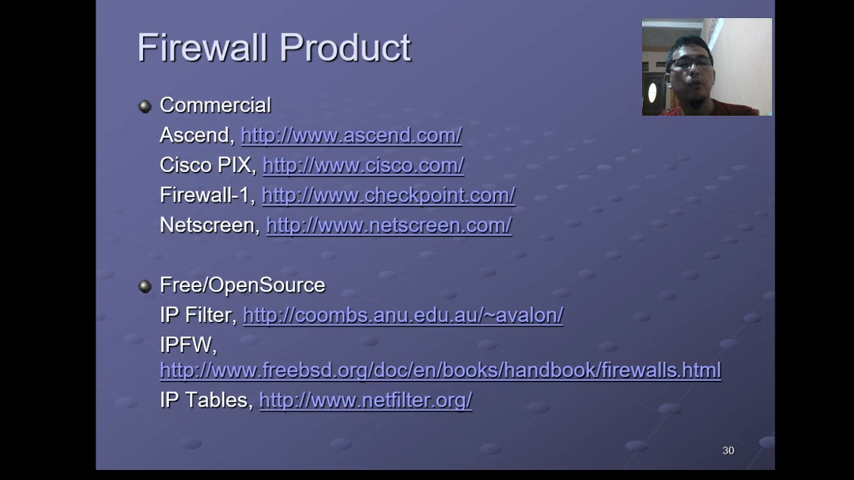 Firewall Product
Commercial
Ascend, http://www.ascend.com/
Cisco PIX, http://www.cisco.com/
Firewall-1, http://www.checkpoint.com/
Netscreen, http://www.netscreen.com/
Free/OpenSource
IP Filter, http://coombs.anu.edu.au/~avalon/
IPFW,
http://www.freebsd.org/doc/en/books/handbook/firewalls.html
IP Tables, http://www.netfilter.org/
30